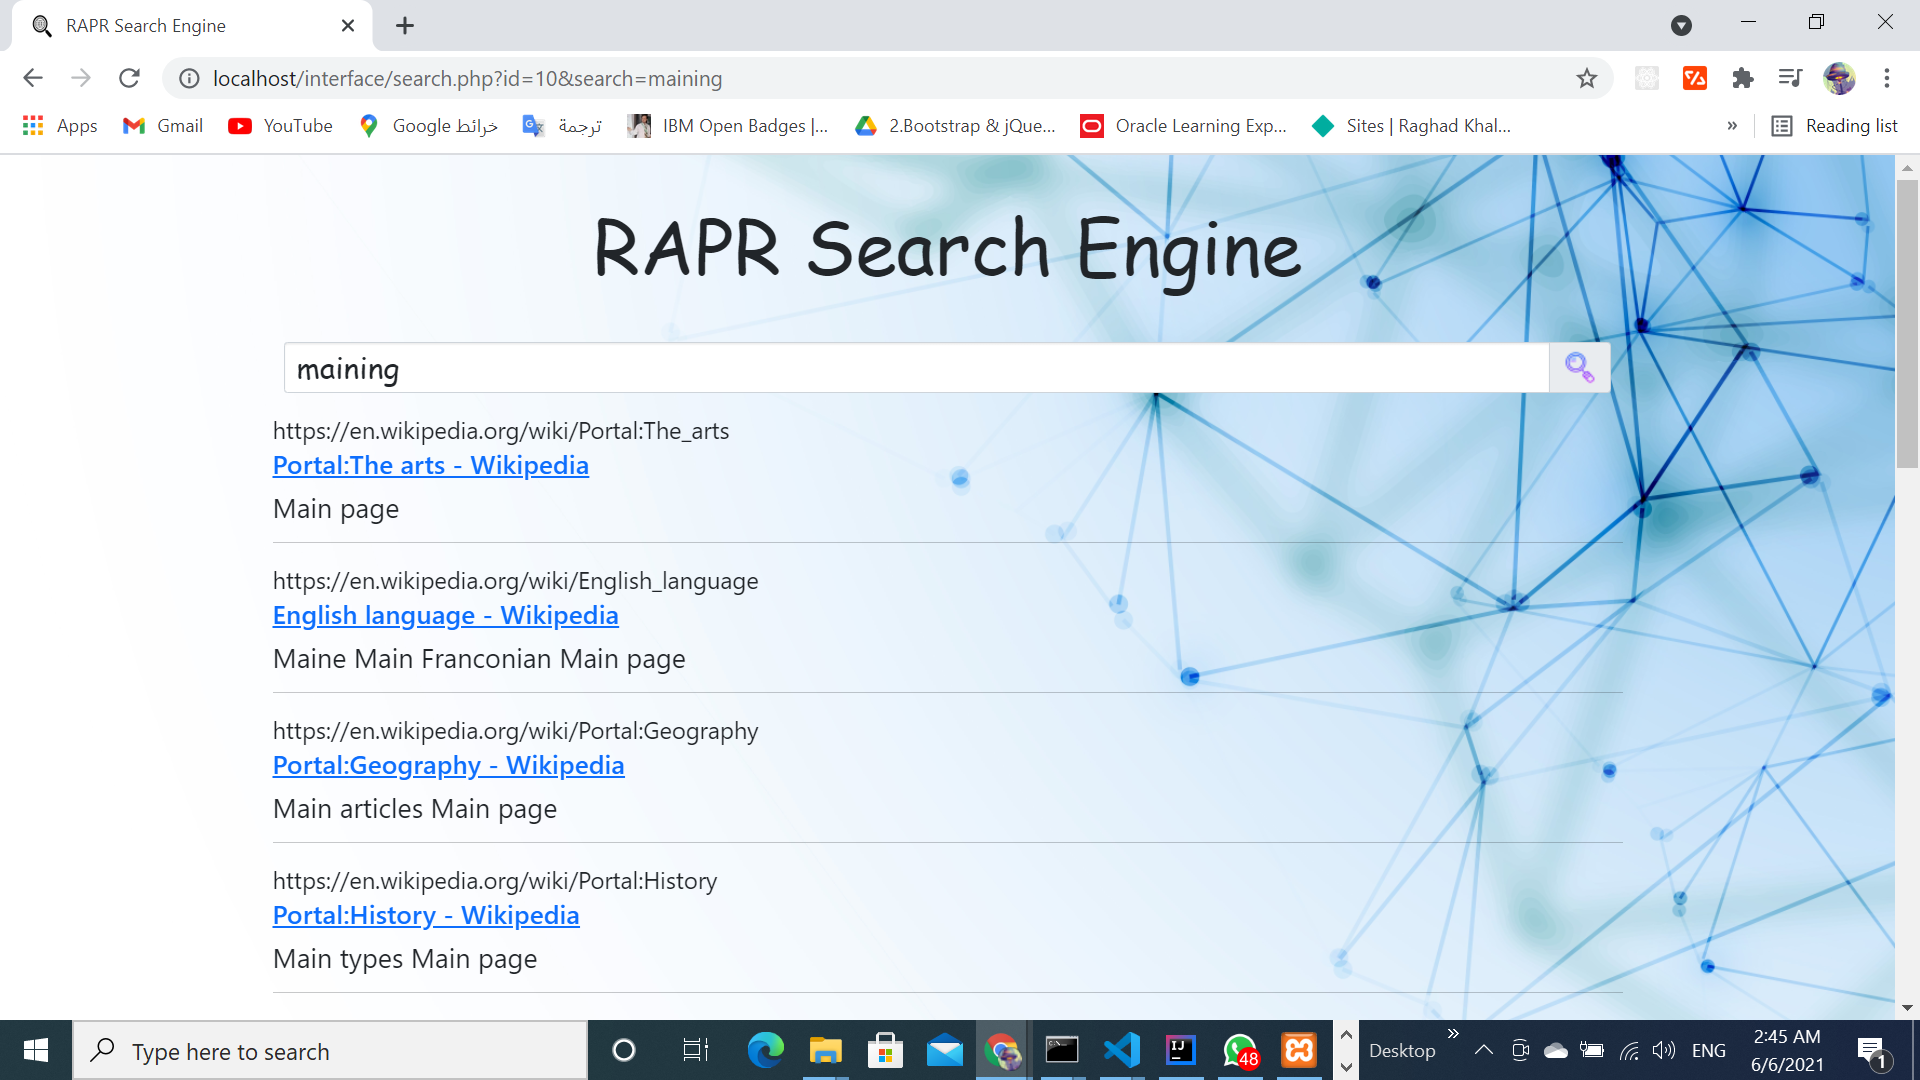 RAPR Search Engine
localhost/interface/search.php?id=10&search=maining
Apps Gmail YouTube خرائط Google ترجمة IBM Open Badges |... 2.Bootstrap & jQue... Oracle Learning Exp... Sites | Raghad Khal... » Reading list
RAPR Search Engine
maining
https://en.wikipedia.org/wiki/Portal:The_arts
Portal:The arts - Wikipedia
Main page
https://en.wikipedia.org/wiki/English_language
English language - Wikipedia
Maine Main Franconian Main page
https://en.wikipedia.org/wiki/Portal:Geography
Portal:Geography - Wikipedia
Main articles Main page
https://en.wikipedia.org/wiki/Portal:History
Portal:History - Wikipedia
Main types Main page
Type here to search
IJ
48
Desktop
»
ENG
2:45 AM
6/6/2021
1